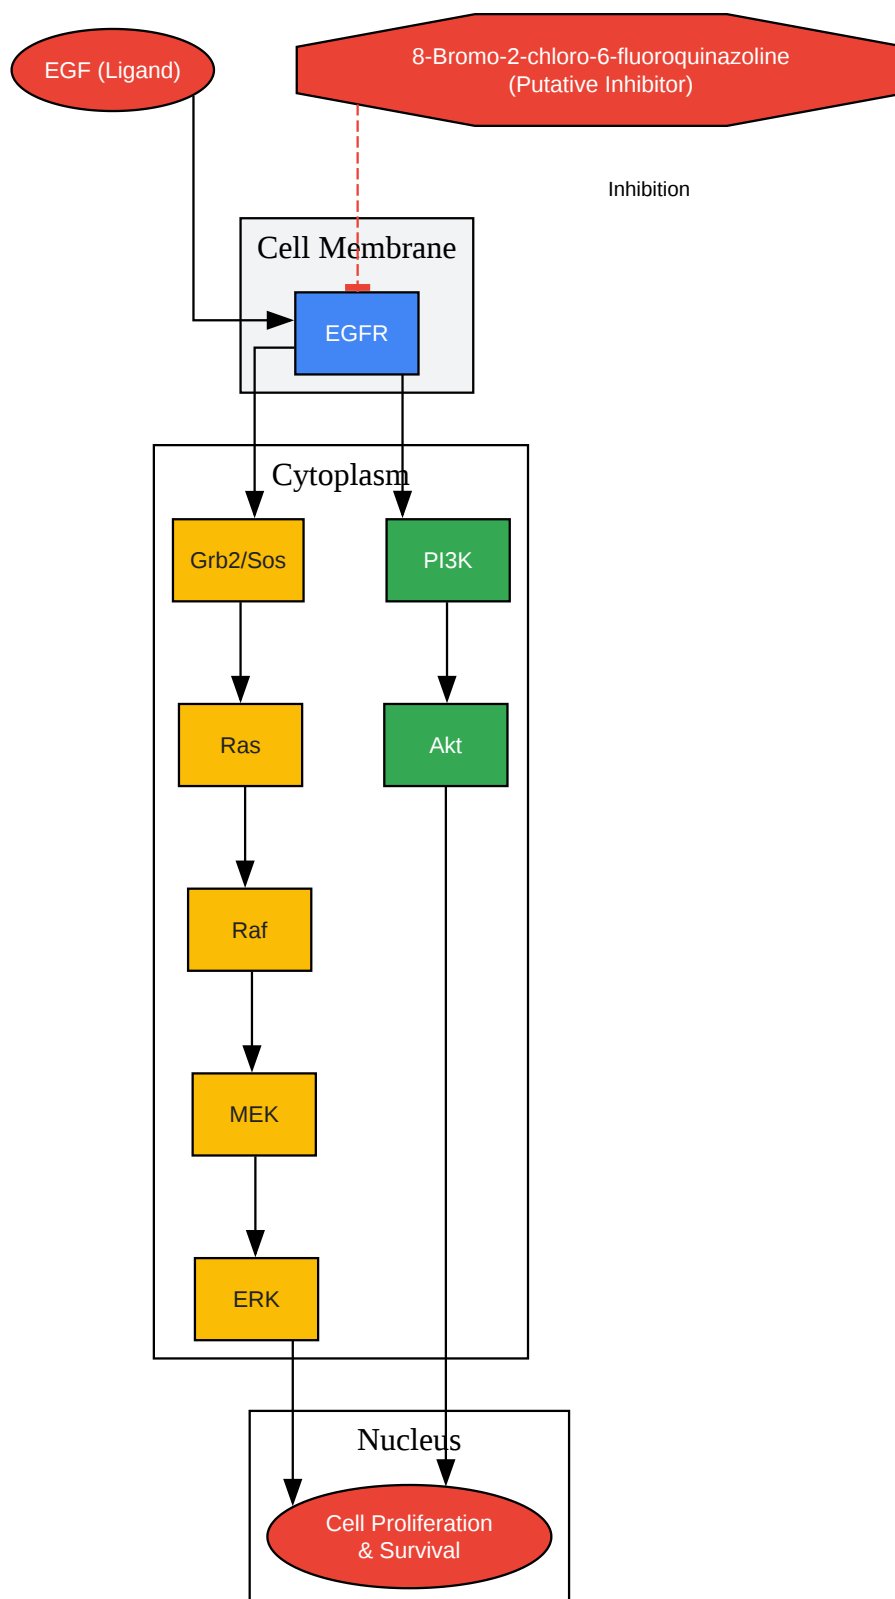 EGF (Ligand)
8-Bromo-2-chloro-6-fluoroquinazoline
(Putative Inhibitor)
Inhibition
Cell Membrane
EGFR
Cytoplasm
Grb2/Sos
PI3K
Ras
Akt
Raf
MEK
ERK
Nucleus
Cell Proliferation
& Survival